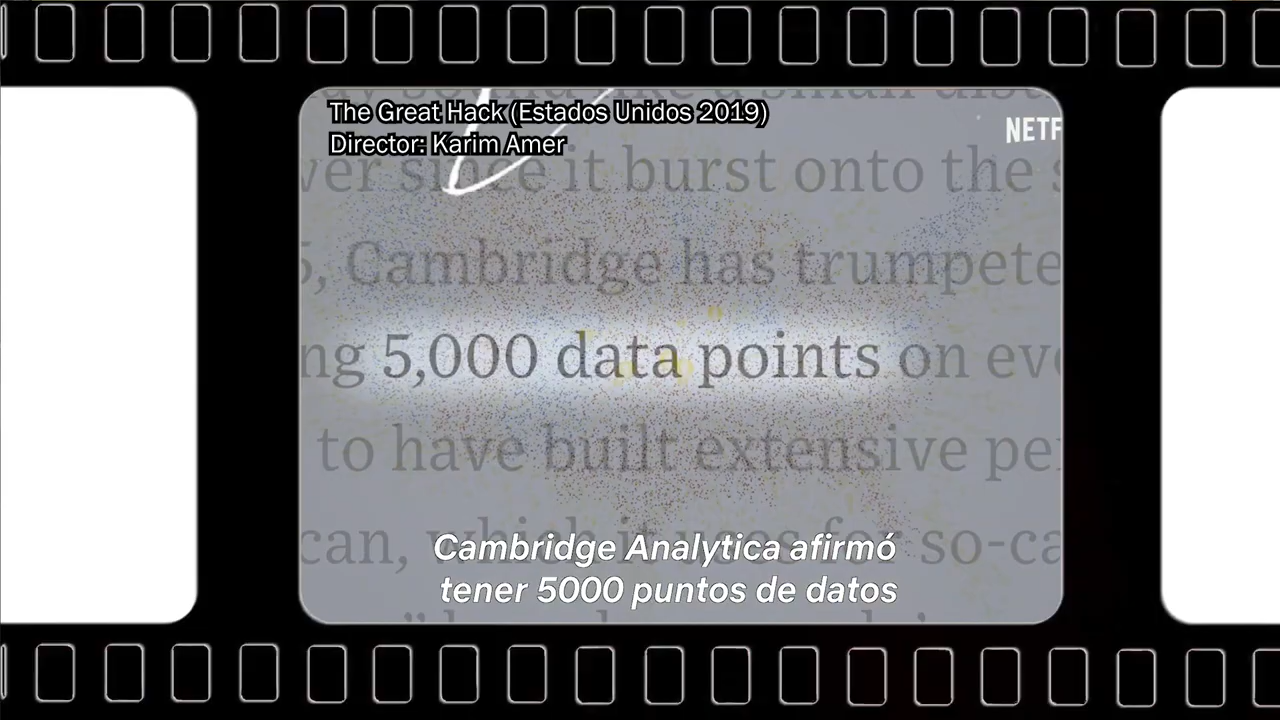 The Great Hack (Estados Unidos 2019)
Director: Karim Amer
NETF
ver since it burst onto the s
5, Cambridge has trumpete
ng 5,000 data points on eve
to have built extensive per
can, which it uses for so-ca
Cambridge Analytica afirmó
tener 5000 puntos de datos